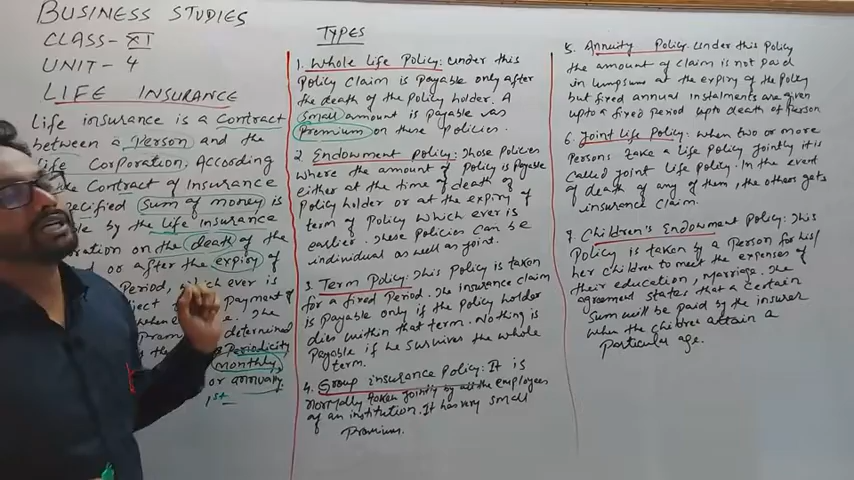 BUSINESS STUDIES
CLASS-XI
UNIT-4
LIFE INSURANCE
Life insurance is a Contract
between a Person and the
Life Corporation. According
Contract of Insurance
Specified Sum of money is
by the life Insurance
on the death of the
or after the expiry of
Period, which ever is
payment of
The
determined
Periodicity
monthly,
or annualy.
1st
TYPES
1. Whole Life Policy: under this
Policy claim is payable only after
the death of the Policy holder. A
Small amount is payable as
Premium on these policies.
2. Endowment policy: Those Policies
where the amount of policy is Payable
either at the time of death of
Policy holder or at the expiry of
term of Policy which ever is
earlier. These policies can be
individual as well as joint.
3. Term Policy: This Policy is taken
for a fixed Period. The insurance claim
is payable only if the Policy holder
dies within that term. Nothing is
Payable if he survives the whole
term.
4. Group insurance Policy: It is
normally taken jointly by all the employees
of an institution. It has very small
Premium.
5. Annuity Policy: Under this Policy
the amount of claim is not paid
in lumpsum at the expiry of the Policy
but fixed annual instalments are given
upto a fixed period upto death of Person
6. Joint Life Policy: When two or more
Persons take a Life Policy jointly it is
called joint life Policy. In the event
of death of any of them, the others gets
insurance claim.
7. Children's Endowment Policy: This
Policy is taken by a Person for his/
her children to meet the expenses of
their education, marriage. The
agreement states that a certain
Sum will be paid by the insurer
when the children attain a
Particular age.